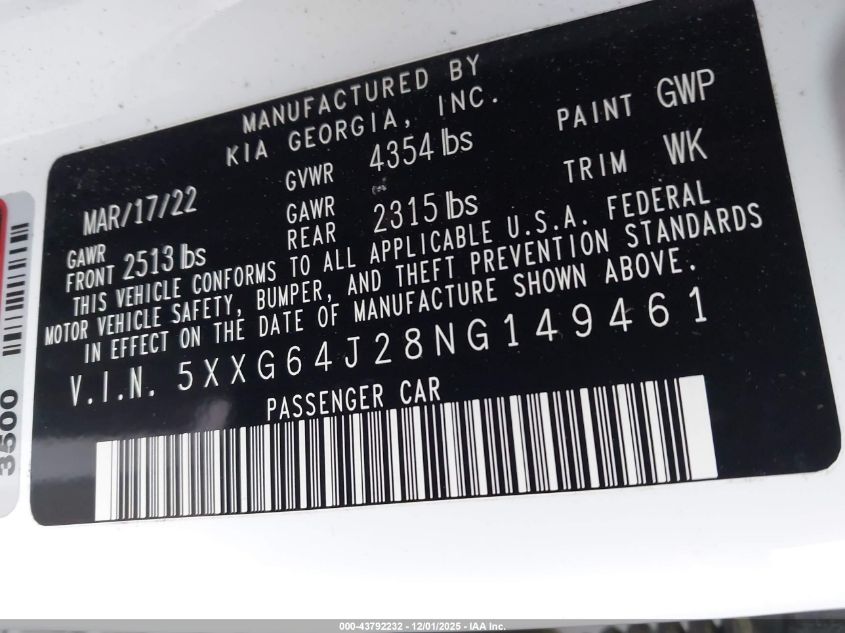 MANUFACTURED BY
KIA GEORGIA, INC.
MAR/17/22
GVWR 4354 lbs
PAINT GWP
GAWR FRONT 2513 lbs
GAWR REAR 2315 lbs
TRIM WK
THIS VEHICLE CONFORMS TO ALL APPLICABLE U.S.A. FEDERAL
MOTOR VEHICLE SAFETY, BUMPER, AND THEFT PREVENTION STANDARDS
IN EFFECT ON THE DATE OF MANUFACTURE SHOWN ABOVE.
V.I.N. 5XXG64J28NG149461
PASSENGER CAR
3500
000-43792232 - 12/01/2025 - IAA Inc.